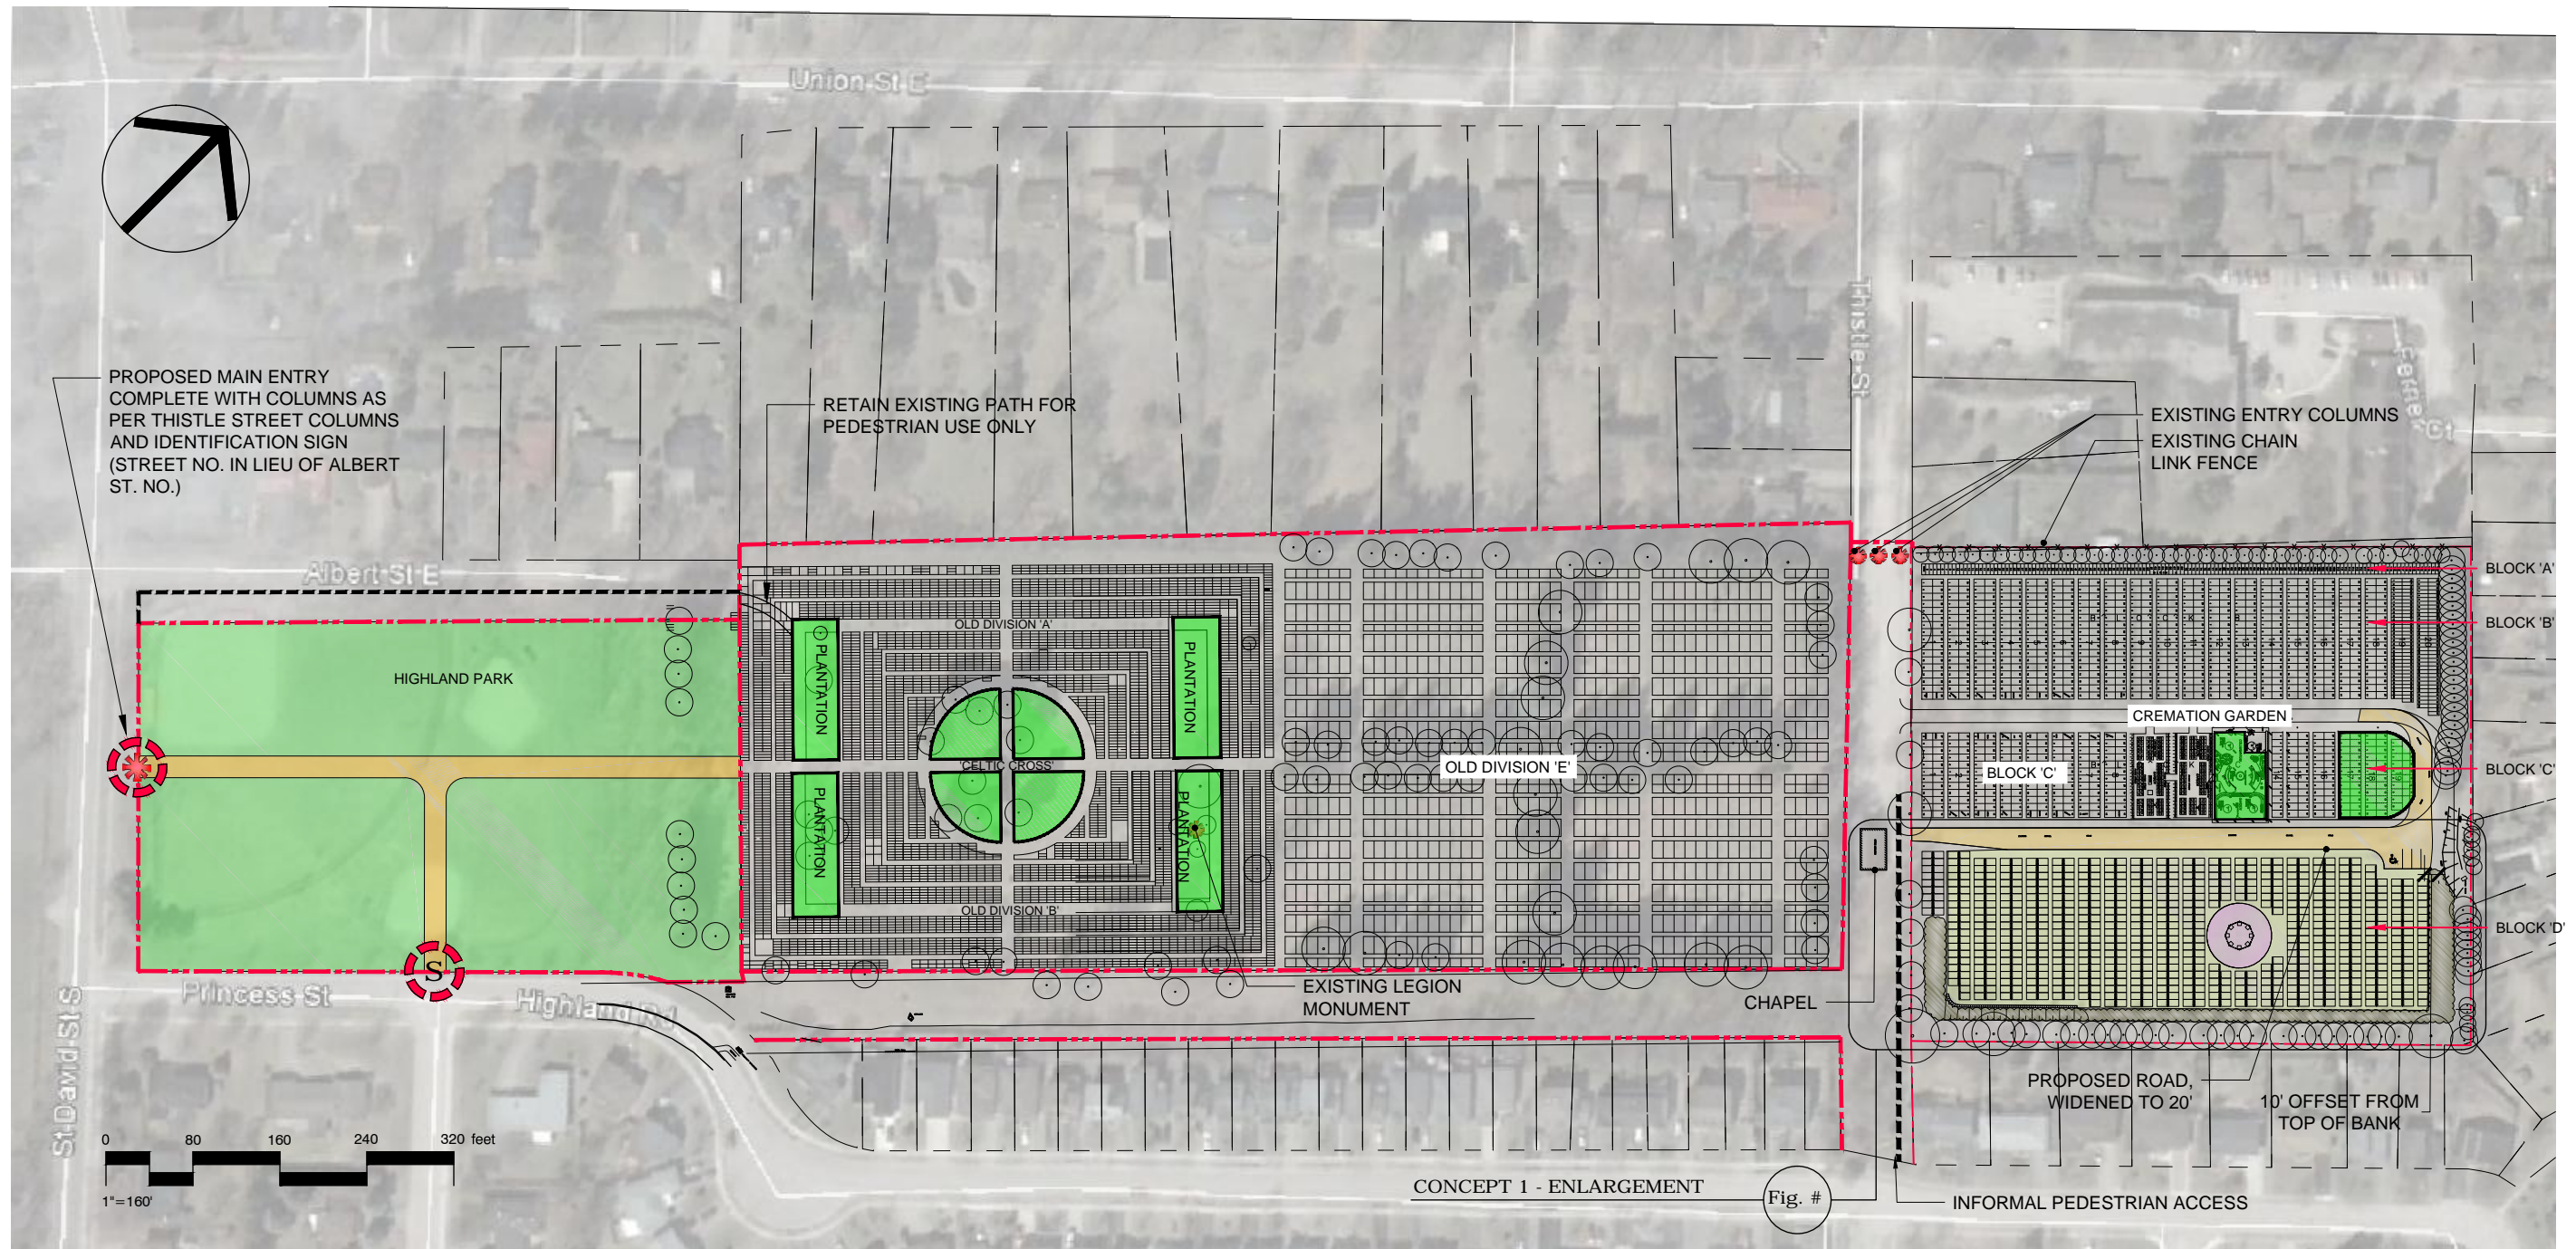 Union St E
Thistle St
Ferrier Ct
PROPOSED MAIN ENTRY
COMPLETE WITH COLUMNS AS
PER THISTLE STREET COLUMNS
AND IDENTIFICATION SIGN
(STREET NO. IN LIEU OF ALBERT
ST. NO.)
RETAIN EXISTING PATH FOR
PEDESTRIAN USE ONLY
EXISTING ENTRY COLUMNS
EXISTING CHAIN
LINK FENCE
Albert St E
BLOCK 'A'
BLOCK 'B'
HIGHLAND PARK
OLD DIVISION 'A'
PLANTATION
PLANTATION
CREMATION GARDEN
'CELTIC CROSS'
OLD DIVISION 'E'
BLOCK 'C'
BLOCK 'C'
PLANTATION
PLANTATION
OLD DIVISION 'B'
BLOCK 'D'
S
EXISTING LEGION
MONUMENT
CHAPEL
Princess St
Highland Rd
St David St S
PROPOSED ROAD,
WIDENED TO 20'
10' OFFSET FROM
TOP OF BANK
0 80 160 240 320 feet
1"=160'
CONCEPT 1 - ENLARGEMENT
Fig. #
INFORMAL PEDESTRIAN ACCESS